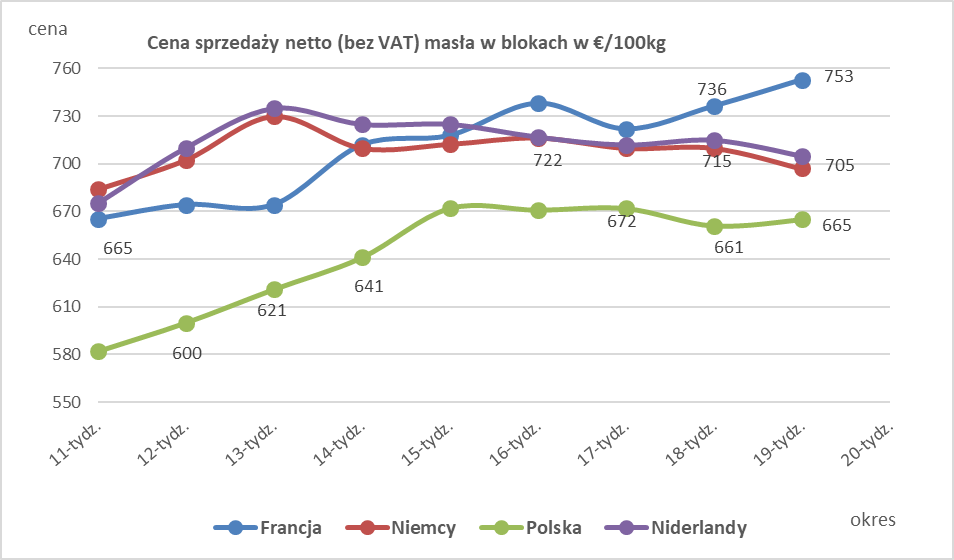 cena
Cena sprzedaży netto (bez VAT) masła w blokach w €/100kg
760
730
700
670
640
610
580
550
753
736
722
715
705
665
672
661
665
641
621
600
11-tydz.
12-tydz.
13-tydz.
14-tydz.
15-tydz.
16-tydz.
17-tydz.
18-tydz.
19-tydz.
20-tydz.
okres
Francja Niemcy Polska Niderlandy